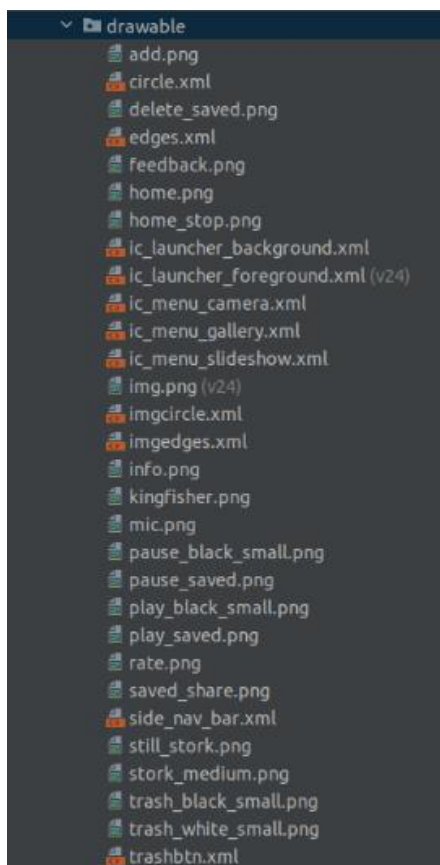 drawable
add.png
circle.xml
delete_saved.png
edges.xml
feedback.png
home.png
home_stop.png
ic_launcher_background.xml
ic_launcher_foreground.xml (v24)
ic_menu_camera.xml
ic_menu_gallery.xml
ic_menu_slideshow.xml
img.png (v24)
imgcircle.xml
imgedges.xml
info.png
kingfisher.png
mic.png
pause_black_small.png
pause_saved.png
play_black_small.png
play_saved.png
rate.png
saved_share.png
side_nav_bar.xml
still_stork.png
stork_medium.png
trash_black_small.png
trash_white_small.png
trashbtn.xml